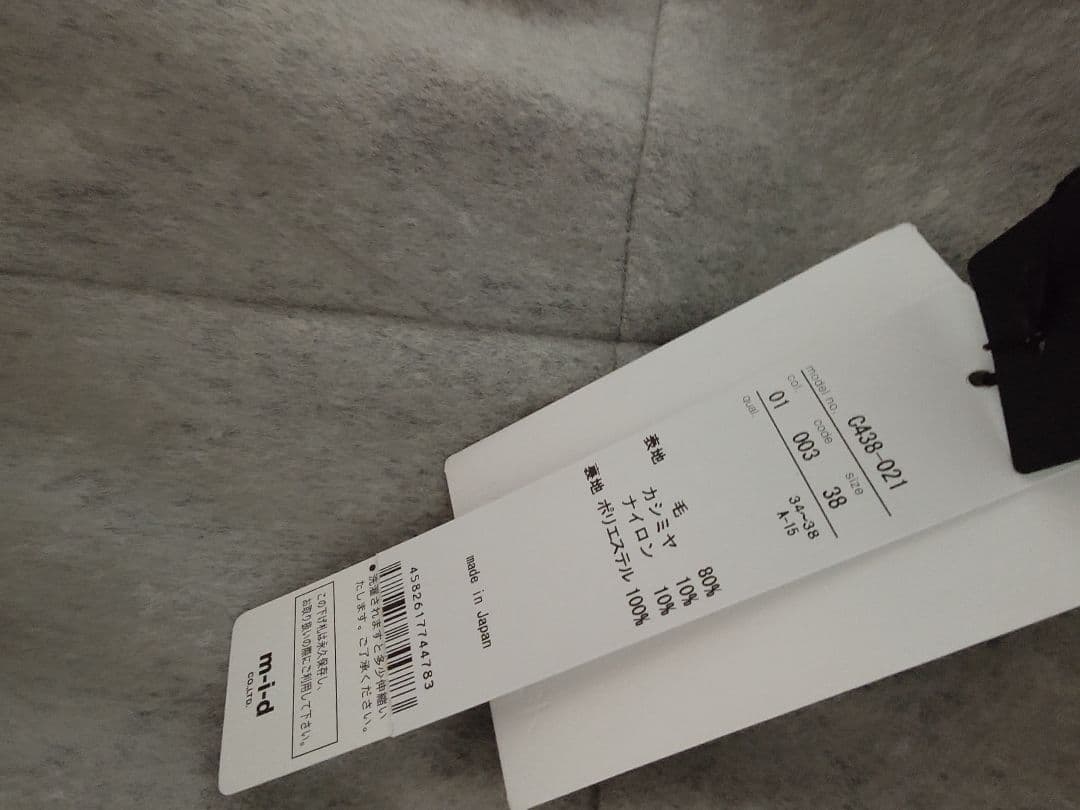 model no. C438-021
col. code size
01 003 38
34~38
A-15
qual.
表地 毛 80%
カシミヤ 10%
ナイロン 10%
裏地 ポリエステル 100%
made in Japan
4582617744783
●洗濯されますと多少伸縮い
たします。ご了承ください。
この下げ札は永久保存し、
お取り扱いの際にご利用して下さい。
m-i-d
CO.,LTD.